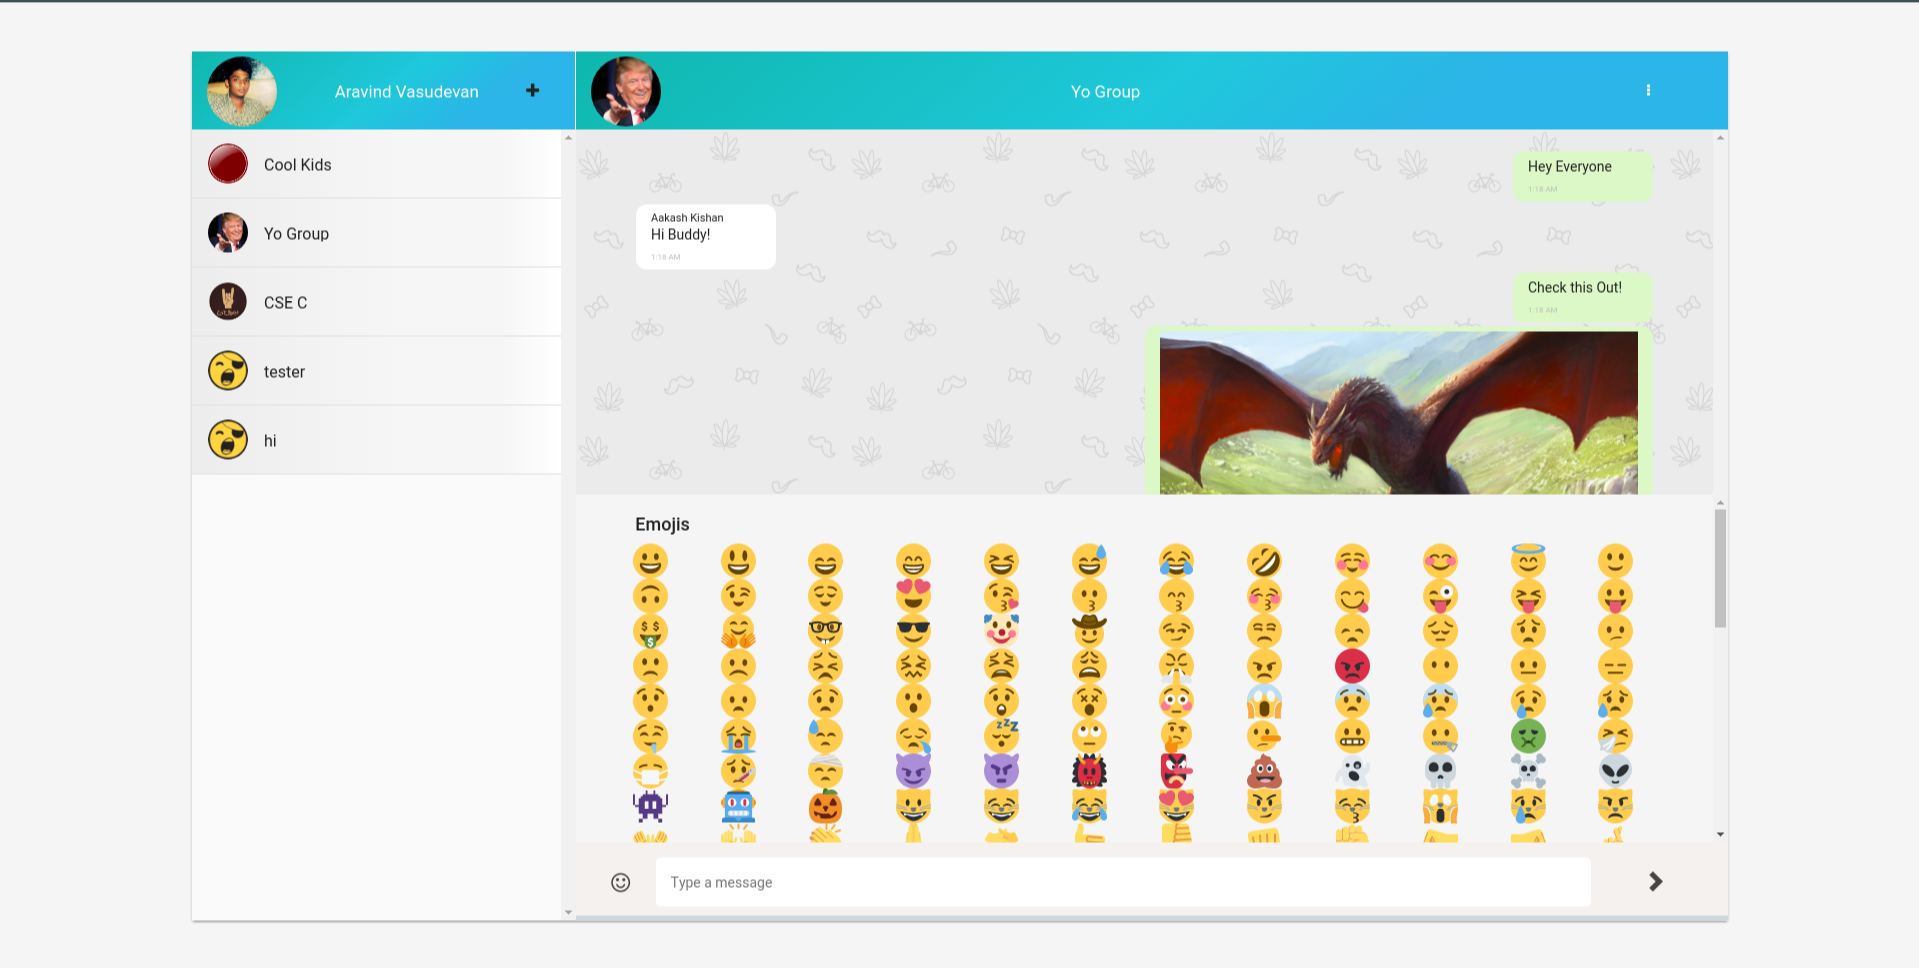 Aravind Vasudevan
Yo Group
Cool Kids
Yo Group
CSE C
tester
hi
Hey Everyone
1:18 AM
Aakash Kishan
Hi Buddy!
1:18 AM
Check this Out!
1:18 AM
Emojis
Type a message